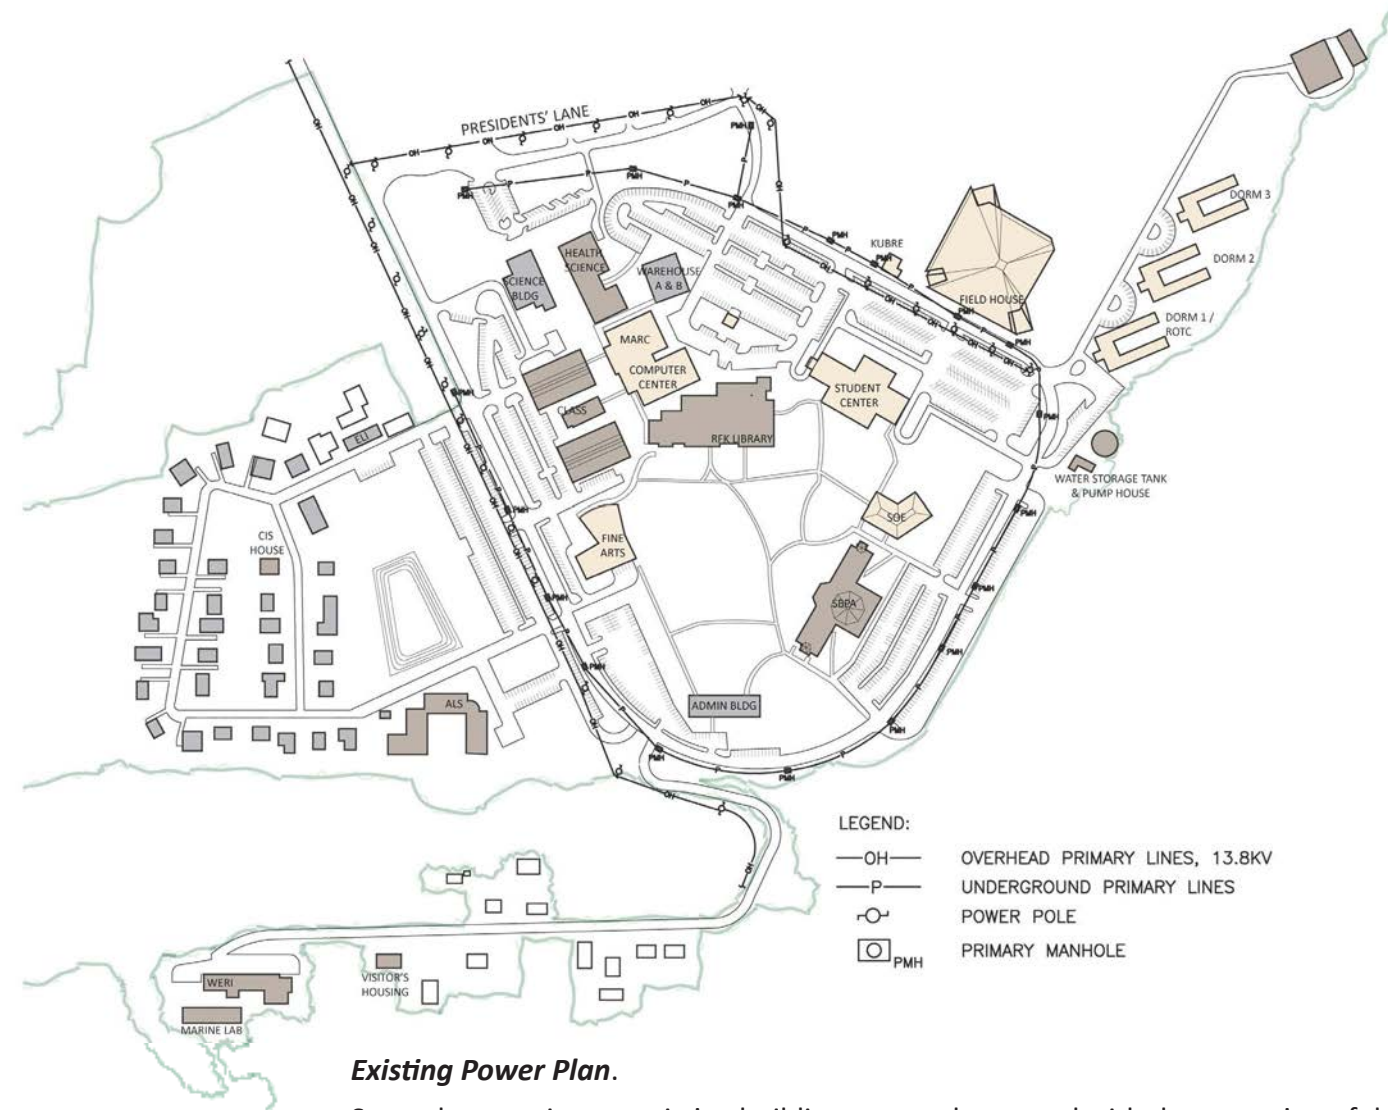 PRESIDENTS' LANE
DORM 3
DORM 2
DORM 1 /
ROTC
KUBRE
FIELD HOUSE
HEALTH
SCIENCE
SCIENCE
BLDG
WAREHOUSE
A & B
MARC
COMPUTER
CENTER
STUDENT
CENTER
CLASS
RFK LIBRARY
ELI
WATER STORAGE TANK
& PUMP HOUSE
SOE
CIS
HOUSE
FINE
ARTS
SBPA
ALS
ADMIN BLDG
LEGEND:
OH OVERHEAD PRIMARY LINES, 13.8KV
P UNDERGROUND PRIMARY LINES
POWER POLE
PMH PRIMARY MANHOLE
WERI
VISITOR'S
HOUSING
MARINE LAB
Existing Power Plan.